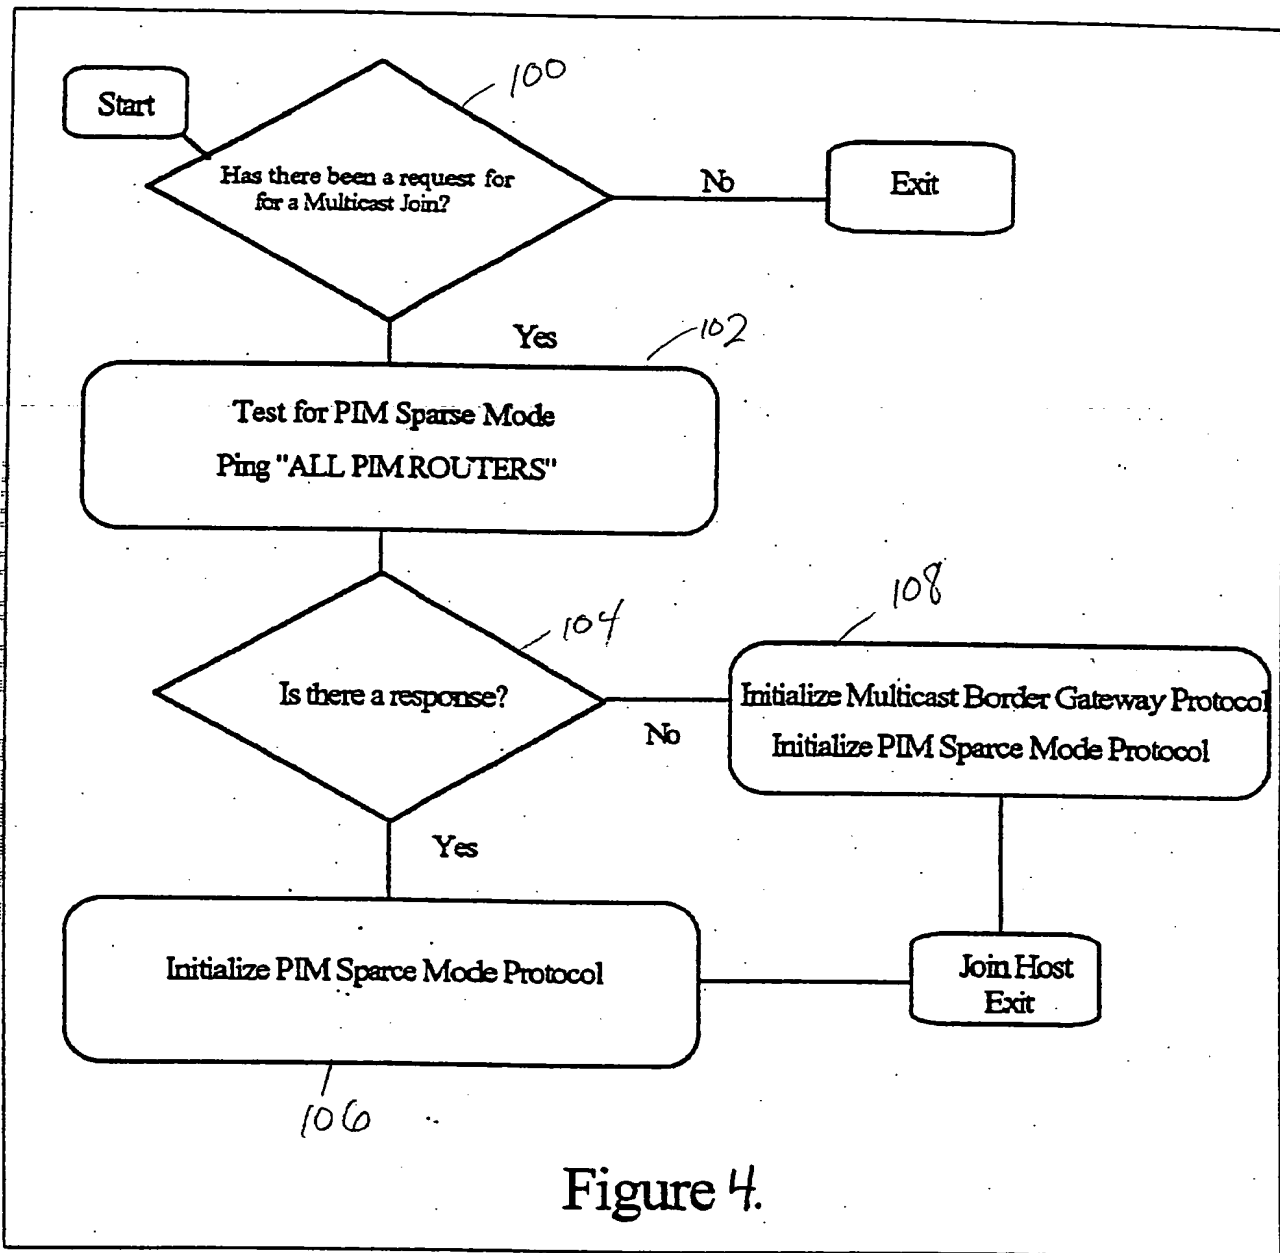 Start
100
Has there been a request for
for a Multicast Join?
No
Exit
Yes
102
Test for PIM Sparse Mode
Ping "ALL PIM ROUTERS"
104
Is there a response?
No
108
Initialize Multicast Border Gateway Protocol
Initialize PIM Sparce Mode Protocol
Yes
Initialize PIM Sparce Mode Protocol
Join Host
Exit
106
Figure 4.